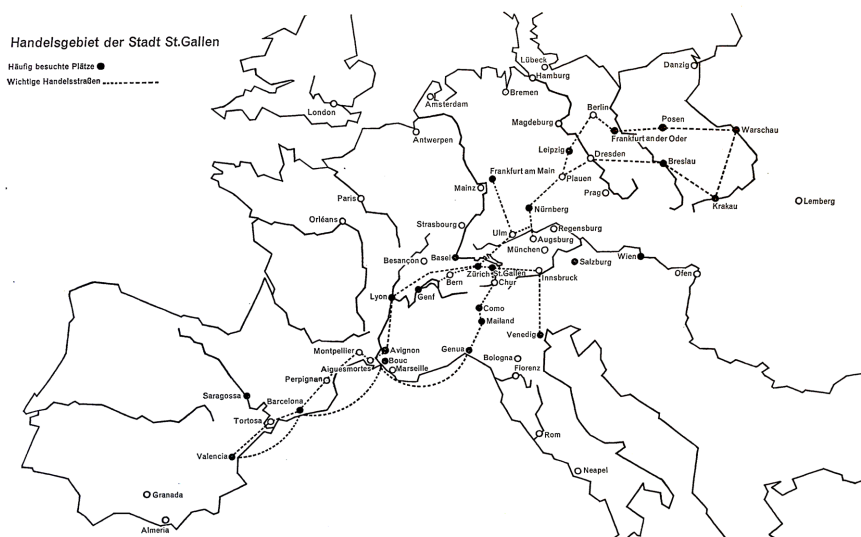 Handelsgebiet der Stadt St.Gallen
Häufig besuchte Plätze
Wichtige Handelsstraßen
Lübeck
Hamburg
Danzig
Bremen
Amsterdam
London
Berlin
Posen
Magdeburg
Warschau
Frankfurt an der Oder
Antwerpen
Leipzig
Dresden
Breslau
Frankfurt am Main
Plauen
Mainz
Prag
Paris
Krakau
Lemberg
Nürnberg
Orléans
Strasbourg
Regensburg
Ulm
Augsburg
München
Basel
Wien
Besançon
Salzburg
Zürich
St.Gallen
Ofen
Bern
Chur
Innsbruck
Lyon
Genf
Como
Mailand
Venedig
Montpellier
Avignon
Genua
Bouc
Bologna
Aiguesmortes
Marseille
Florenz
Perpignan
Saragossa
Barcelona
Tortosa
Rom
Valencia
Neapel
Granada
Almeria